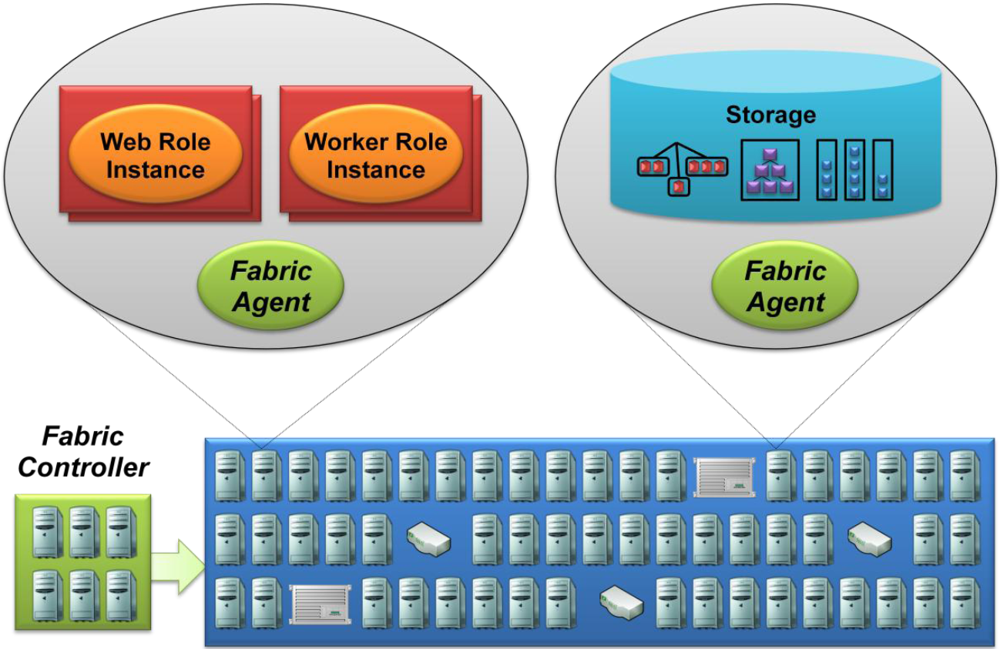 Web Role
Instance
Worker Role
Instance
Storage
Fabric
Agent
Fabric
Agent
Fabric
Controller